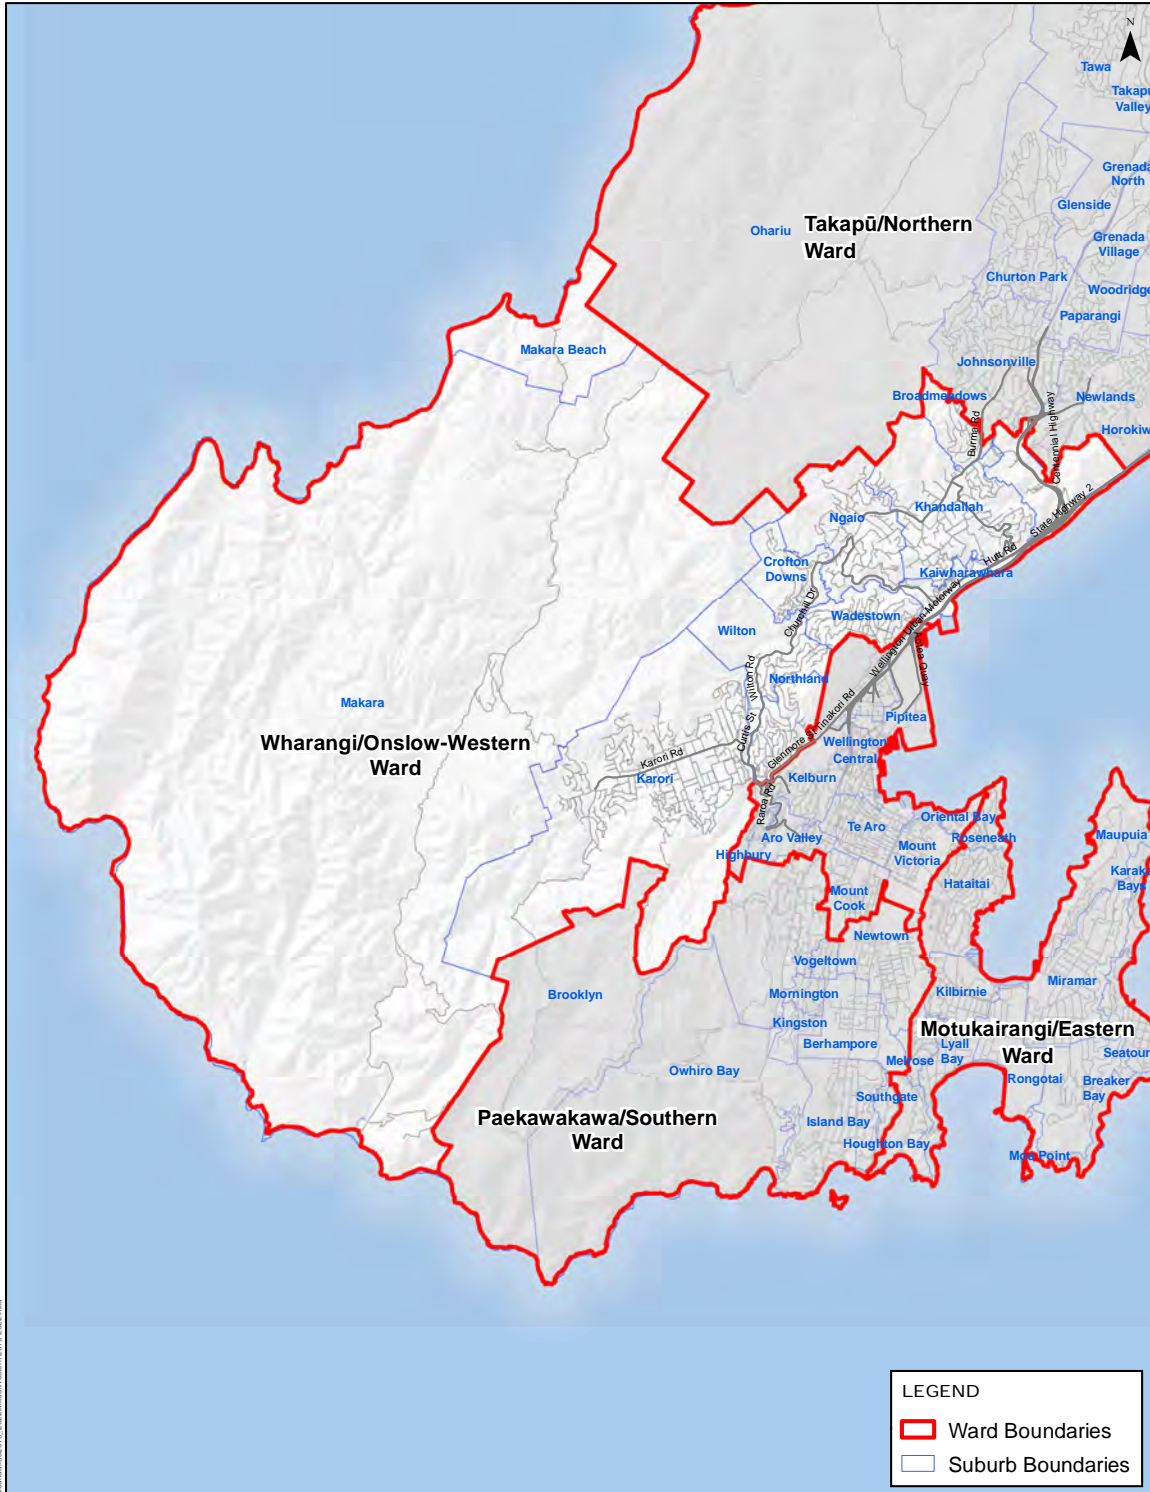 N
Tawa
Takapu
Valley
Grenada
North
Glenside
Ohariu
Takapū/Northern
Ward
Grenada
Village
Churton Park
Woodridge
Paparangi
Makara Beach
Johnsonville
Broadmeadows
Newlands
Burma Rd
Centennial Highway
Horokiw
Khandallah
Ngaio
State Highway 2
Hutt Rd
Crofton
Downs
Kaiwharawhara
Churchill Dr
Wadestown
Wilton
Wellington Urban Motorway
Aotea Quay
Wilton Rd
Northland
Makara
Pipitea
Curtis St
Glenmore St
Tinakori Rd
Wharangi/Onslow-Western
Ward
Wellington
Central
Karori Rd
Karori
Kelburn
Raroa Rd
Oriental Bay
Te Aro
Roseneath
Maupuia
Aro Valley
Mount
Victoria
Highbury
Karaka
Bays
Hataitai
Mount
Cook
Newtown
Vogeltown
Miramar
Brooklyn
Mornington
Kilbirnie
Kingston
Motukairangi/Eastern
Ward
Berhampore
Lyall
Bay
Melrose
Seatoun
Owhiro Bay
Rongotai
Breaker
Bay
Southgate
Paekawakawa/Southern
Ward
Island Bay
Houghton Bay
Moa Point
LEGEND
Ward Boundaries
Suburb Boundaries